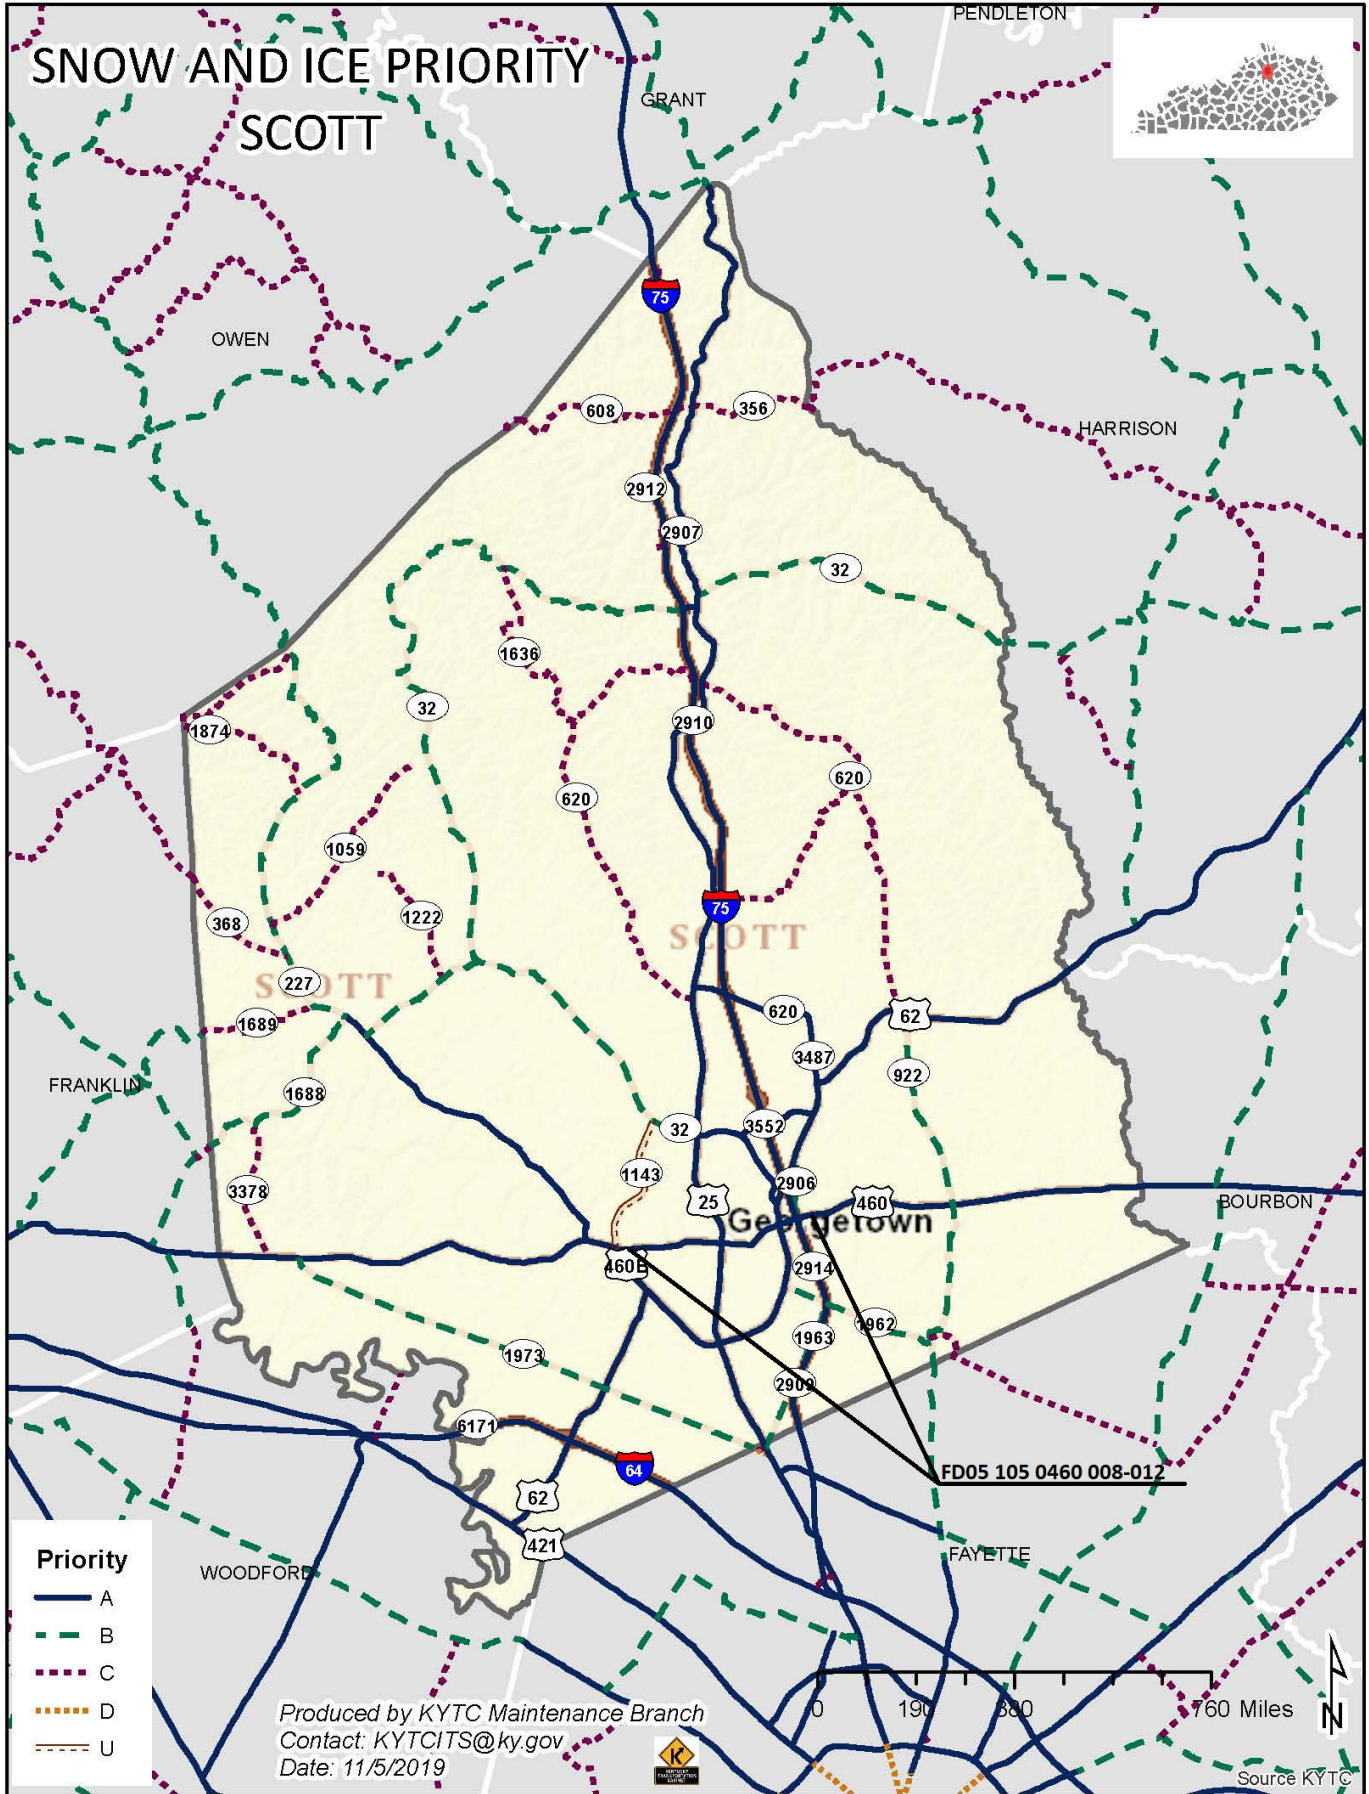 SNOW AND ICE PRIORITY
SCOTT
PENDLETON
GRANT
75
OWEN
608
356
HARRISON
2912
2907
32
1636
32
1874
2910
620
620
1059
75
368
1222
SCOTT
227
SCOTT
1689
620
62
3487
FRANKLIN
922
1688
32
3552
1143
3378
2906
25
460
BOURBON
Georgetown
460B
2914
1962
1963
1973
2909
6171
64
FD05 105 0460 008-012
62
421
FAYETTE
WOODFORD
Priority
A
B
C
D
U
0 190 380 760 Miles
N
Produced by KYTC Maintenance Branch
Contact: KYTCITS@ky.gov
Date: 11/5/2019
K
KENTUCKY
TRANSPORTATION
CABINET
Source KYTC